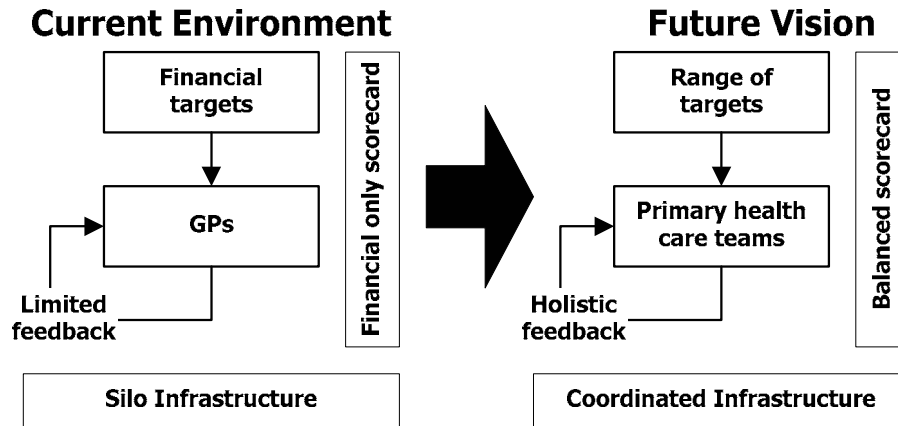 Current Environment
Financial
targets
GPs
Limited
feedback
Financial only scorecard
Silo Infrastructure
Future Vision
Range of
targets
Primary health
care teams
Holistic
feedback
Balanced scorecard
Coordinated Infrastructure